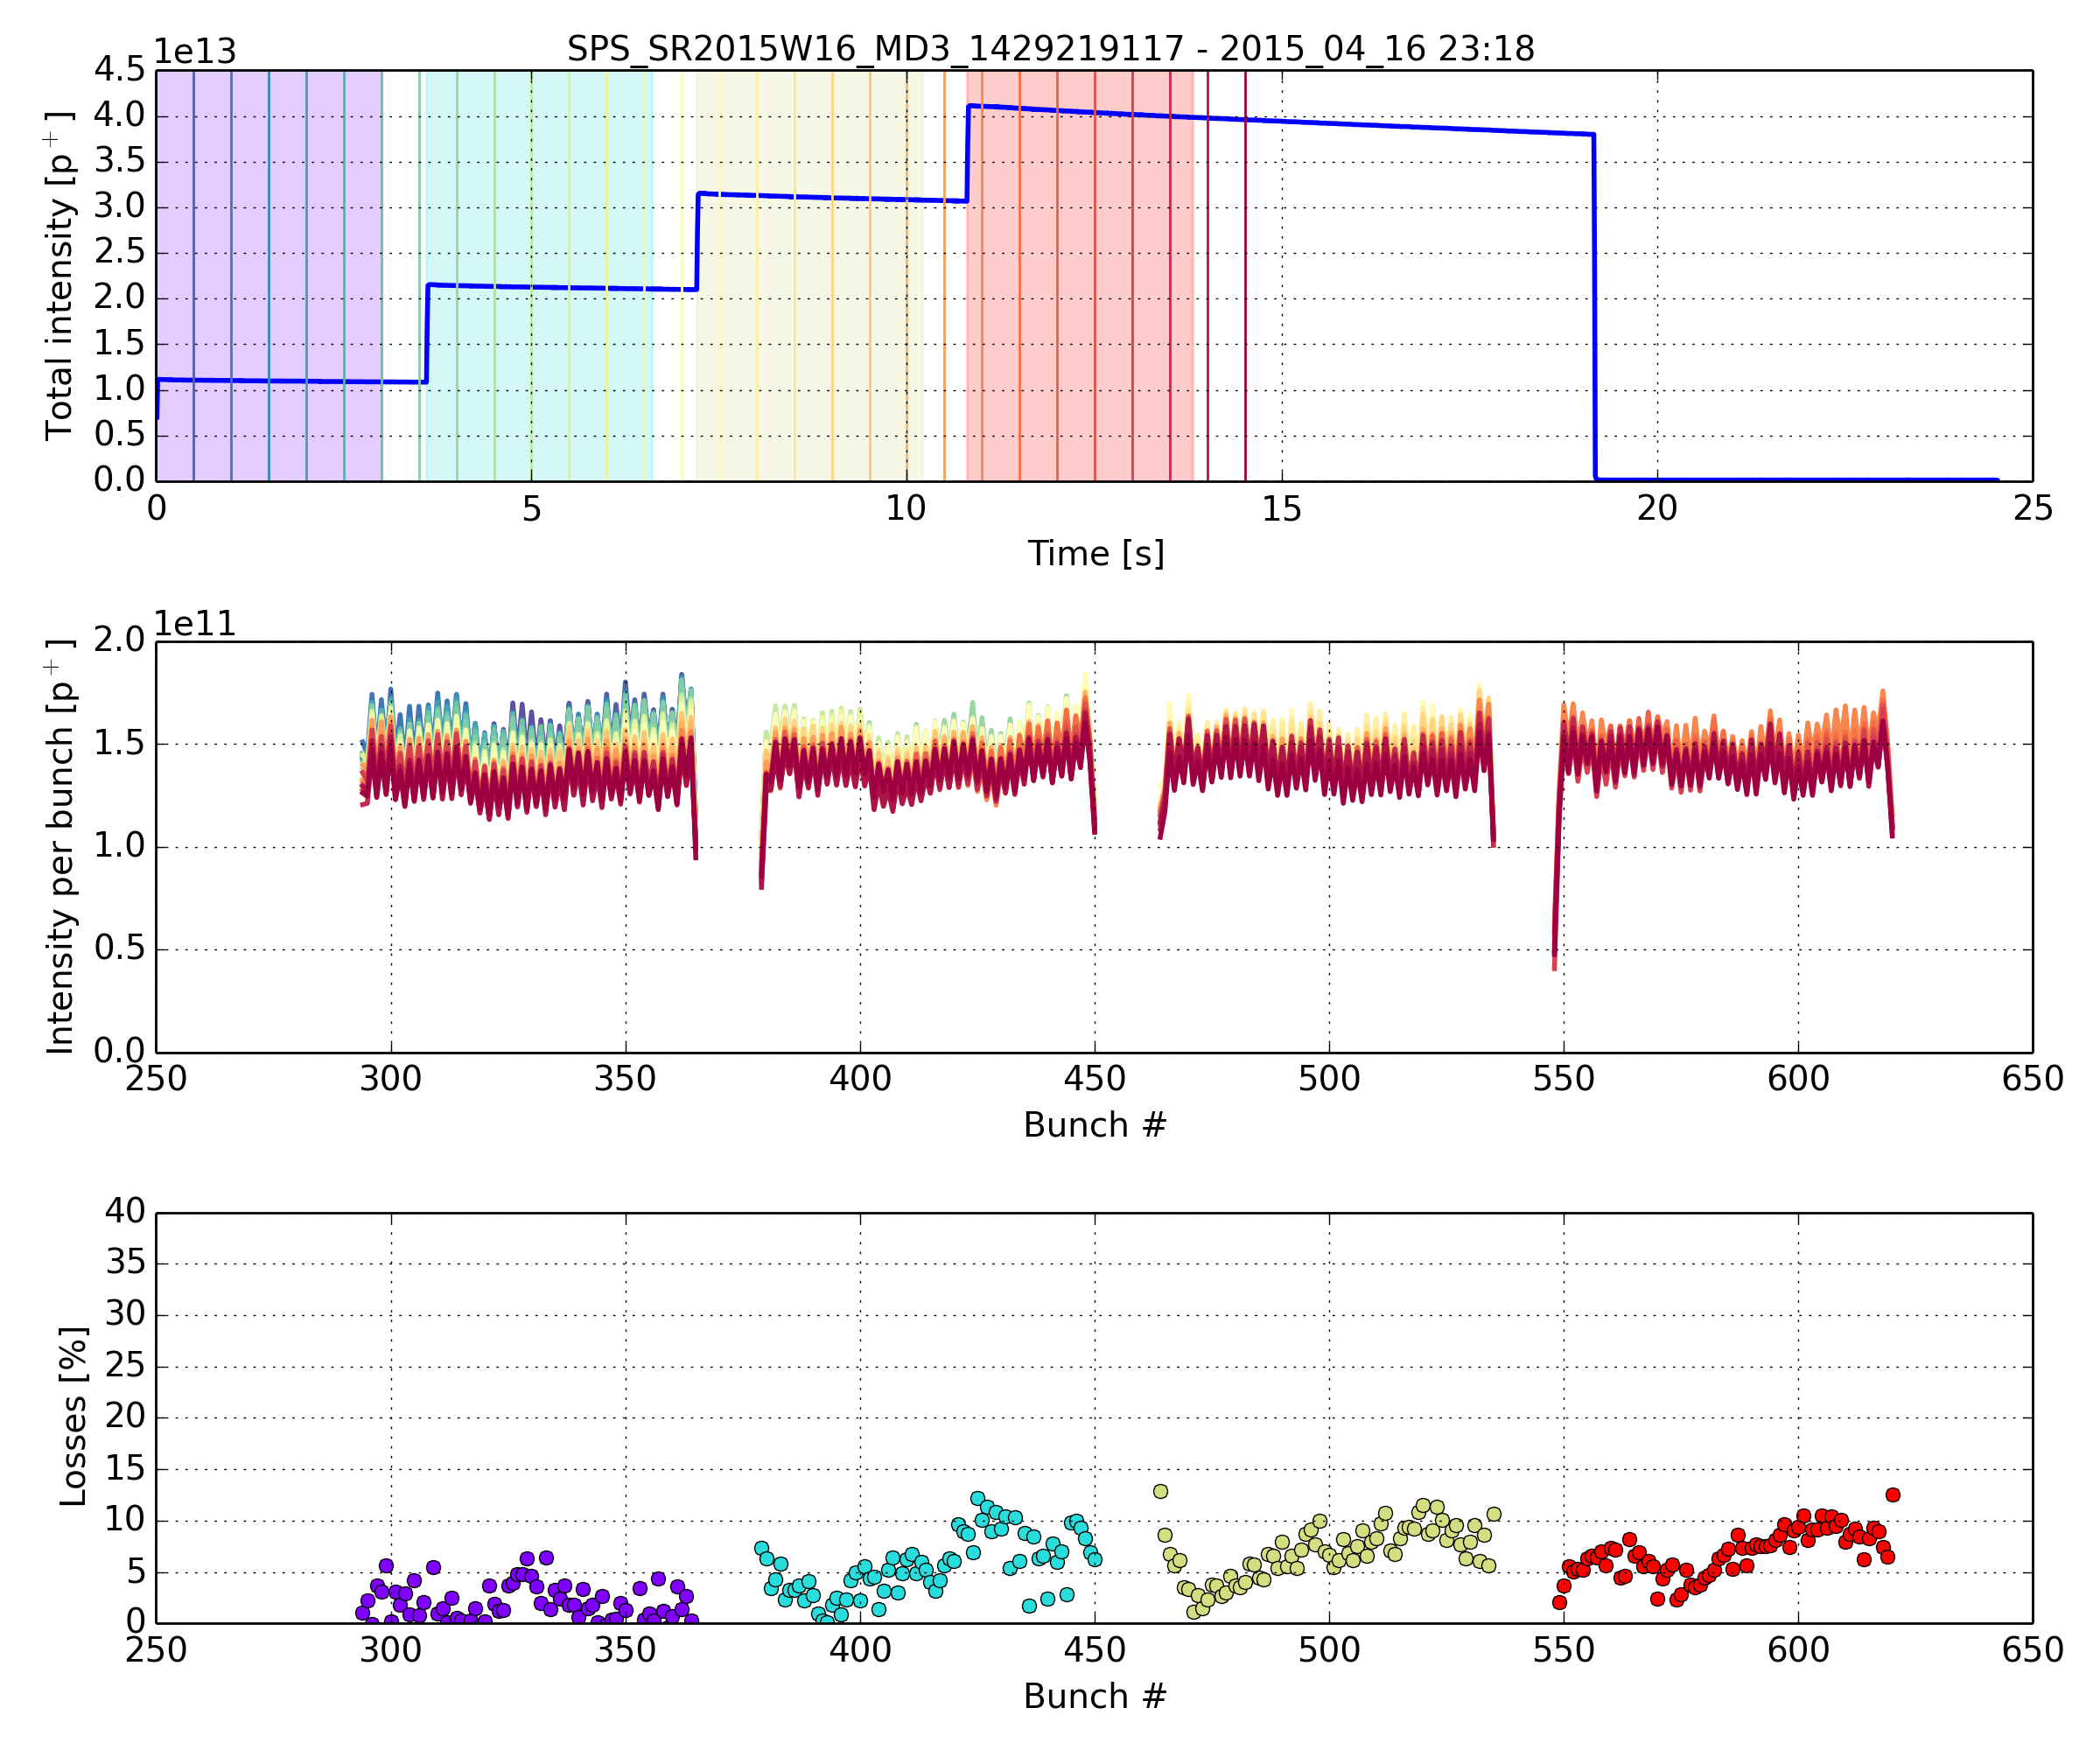 1e13
SPS_SR2015W16_MD3_1429219117 - 2015_04_16 23:18
Total intensity [p+]
4.5
4.0
3.5
3.0
2.5
2.0
1.5
1.0
0.5
0.0
0 5 10 15 20 25
Time [s]
1e11
Intensity per bunch [p+]
2.0
1.5
1.0
0.5
0.0
250 300 350 400 450 500 550 600 650
Bunch #
Losses [%]
40
35
30
25
20
15
10
5
0
250 300 350 400 450 500 550 600 650
Bunch #